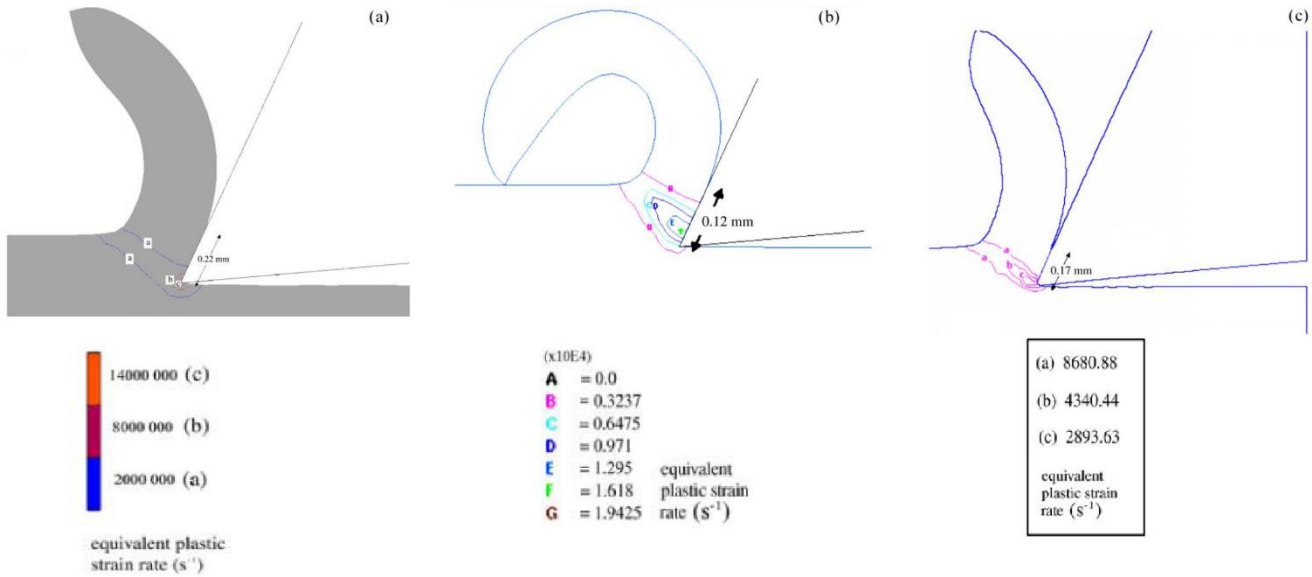 (a)
a
a
b
c
0.22 mm
14000 000 (c)
8000 000 (b)
2000 000 (a)
equivalent plastic
strain rate (s⁻¹)
(b)
B
C D
E
F
B
0.12 mm
(x10E4)
A = 0.0
B = 0.3237
C = 0.6475
D = 0.971
E = 1.295 equivalent
F = 1.618 plastic strain
G = 1.9425 rate (s⁻¹)
(c)
a
a
b
c
0.17 mm
(a) 8680.88
(b) 4340.44
(c) 2893.63
equivalent
plastic strain
rate (s⁻¹)